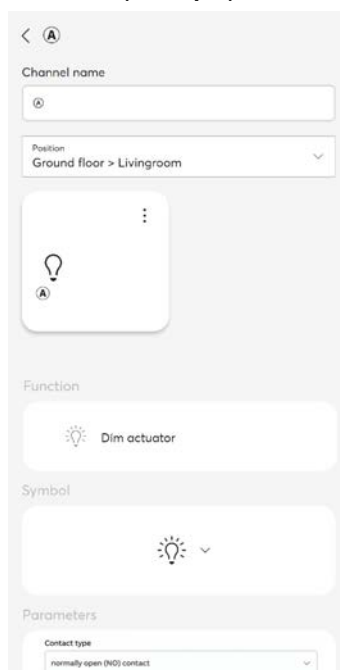 Ⓐ
Channel name
Ⓐ
Position
Ground floor > Livingroom
Ⓐ
Function
Dim actuator
Symbol
Parameters
Contact type
normally open (NO) contact